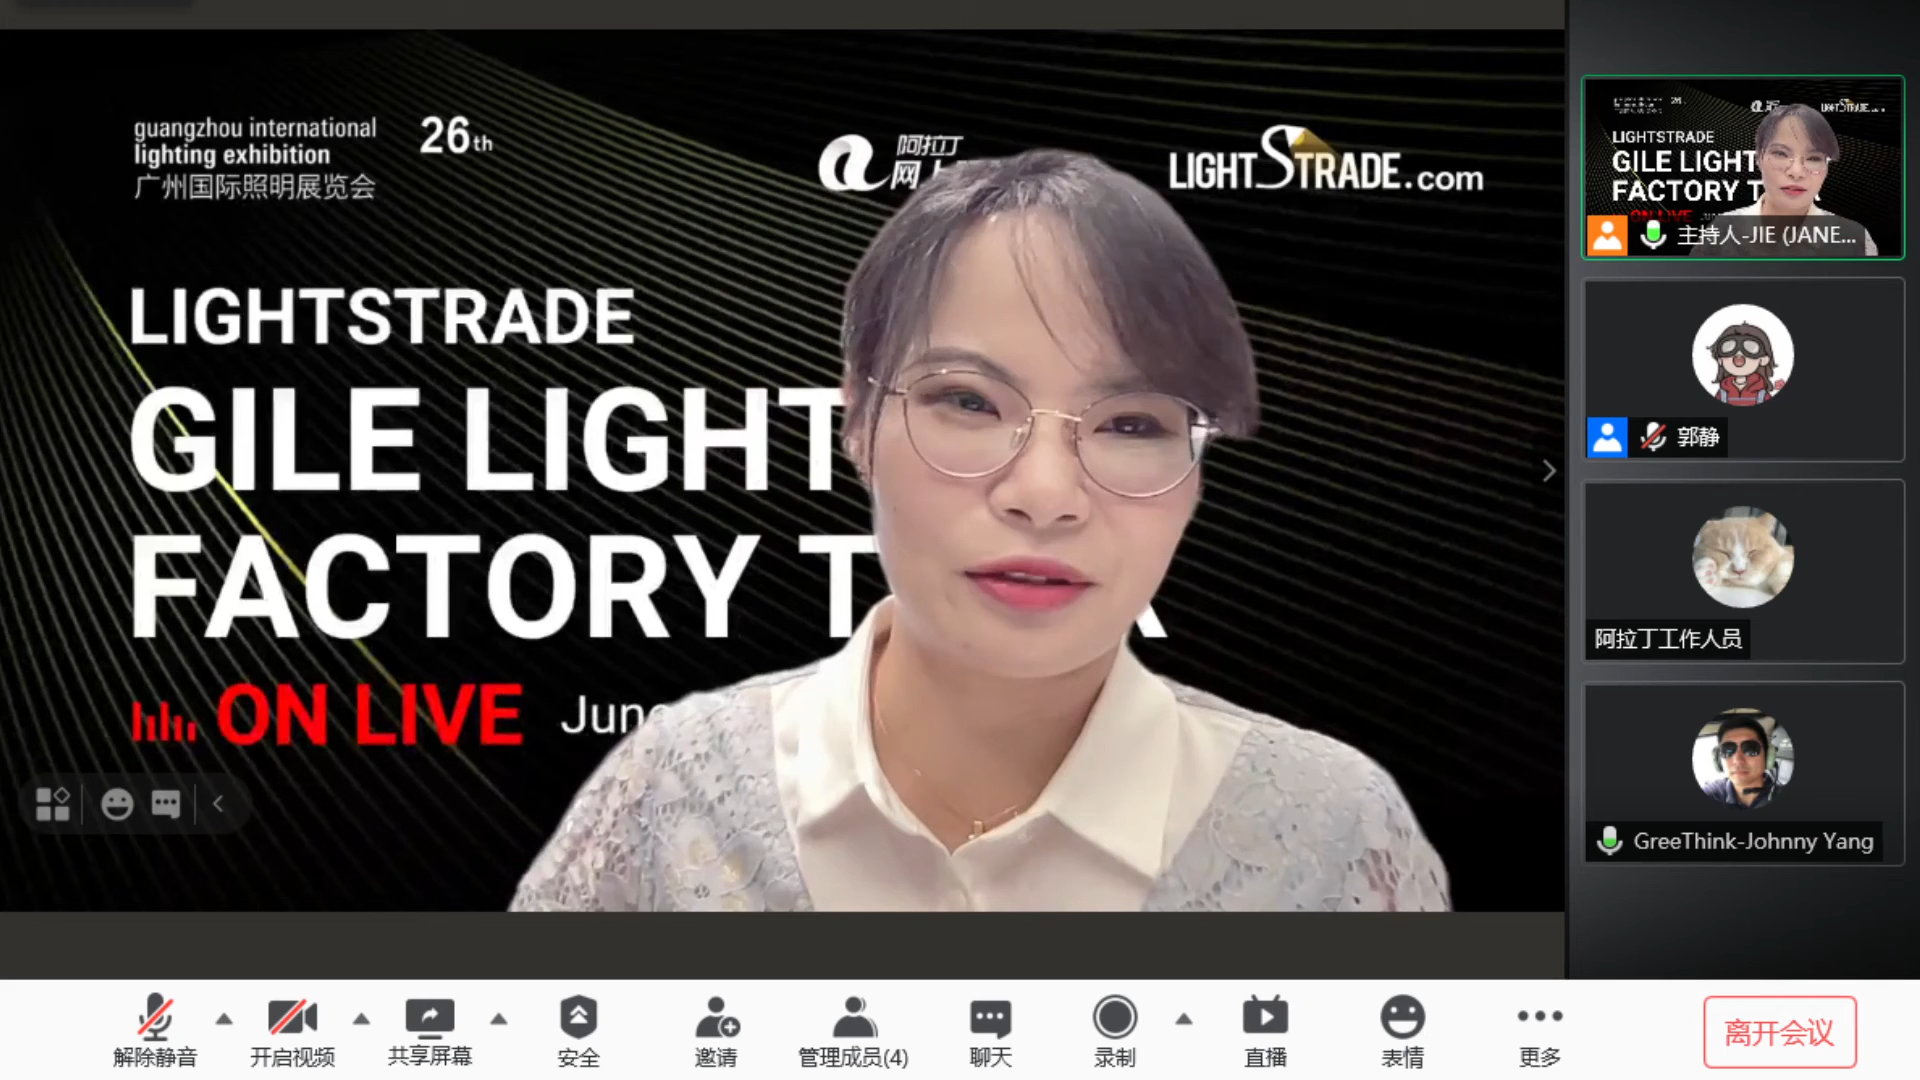 guangzhou international
lighting exhibition
广州国际照明展览会
26th
阿拉丁
网上
LIGHTSTRADE.com
LIGHTSTRADE
GILE LIGHT
FACTORY T
ON LIVE
June
LIGHTSTRADE
GILE LIGHT
FACTORY T
ON LIVE
主持人-JIE (JANE...
郭静
阿拉丁工作人员
GreeThink-Johnny Yang
解除静音
开启视频
共享屏幕
安全
邀请
管理成员(4)
聊天
录制
直播
表情
更多
离开会议